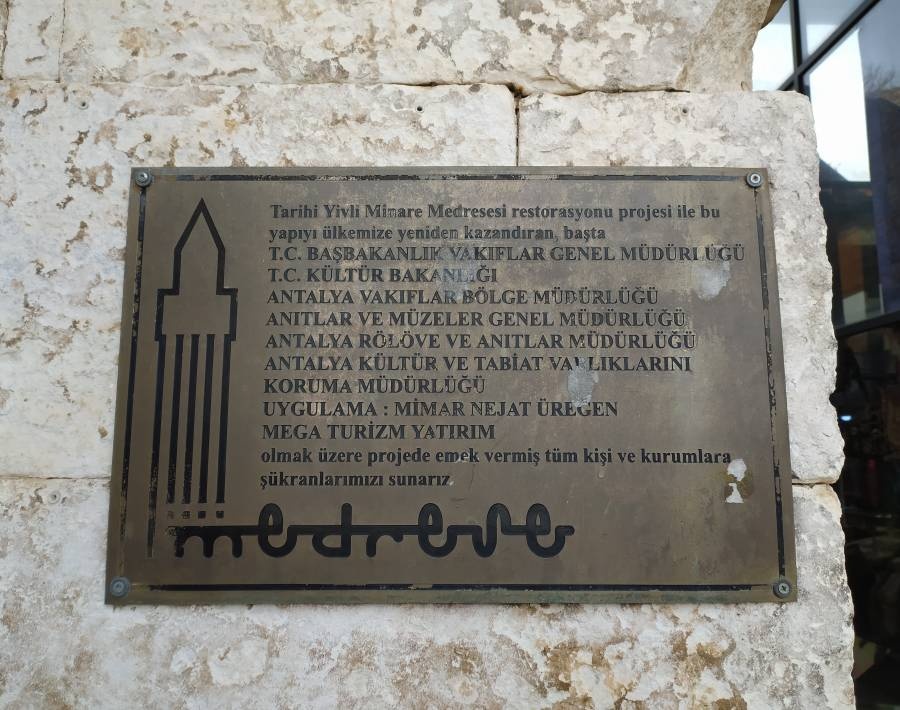 Tarihi Yivli Minare Medresesi restorasyonu projesi ile bu
yapıyı ülkemize yeniden kazandıran, başta
T.C. BAŞBAKANLIK VAKIFLAR GENEL MÜDÜRLÜĞÜ
T.C. KÜLTÜR BAKANLIĞI
ANTALYA VAKIFLAR BÖLGE MÜDÜRLÜĞÜ
ANITLAR VE MÜZELER GENEL MÜDÜRLÜĞÜ
ANTALYA RÖLÖVE VE ANITLAR MÜDÜRLÜĞÜ
ANTALYA KÜLTÜR VE TABİAT VARLIKLARINI
KORUMA MÜDÜRLÜĞÜ
UYGULAMA : MİMAR NEJAT ÜREGEN
MEGA TURİZM YATIRIM
olmak üzere projede emek vermiş tüm kişi ve kurumlara
şükranlarımızı sunarız
medrese